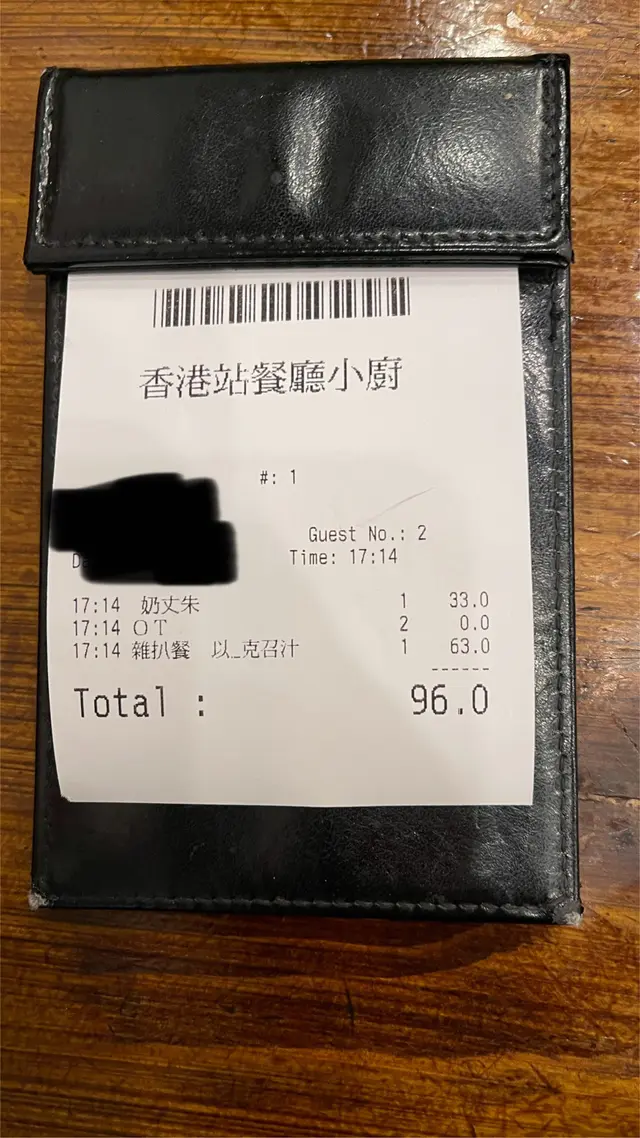 香港站餐廳小廚
#: 1
Guest No.: 2
Time: 17:14
17:14 奶丈朱 1 33.0
17:14 OT 2 0.0
17:14 雜扒餐 以_克召汁 1 63.0
Total : 96.0